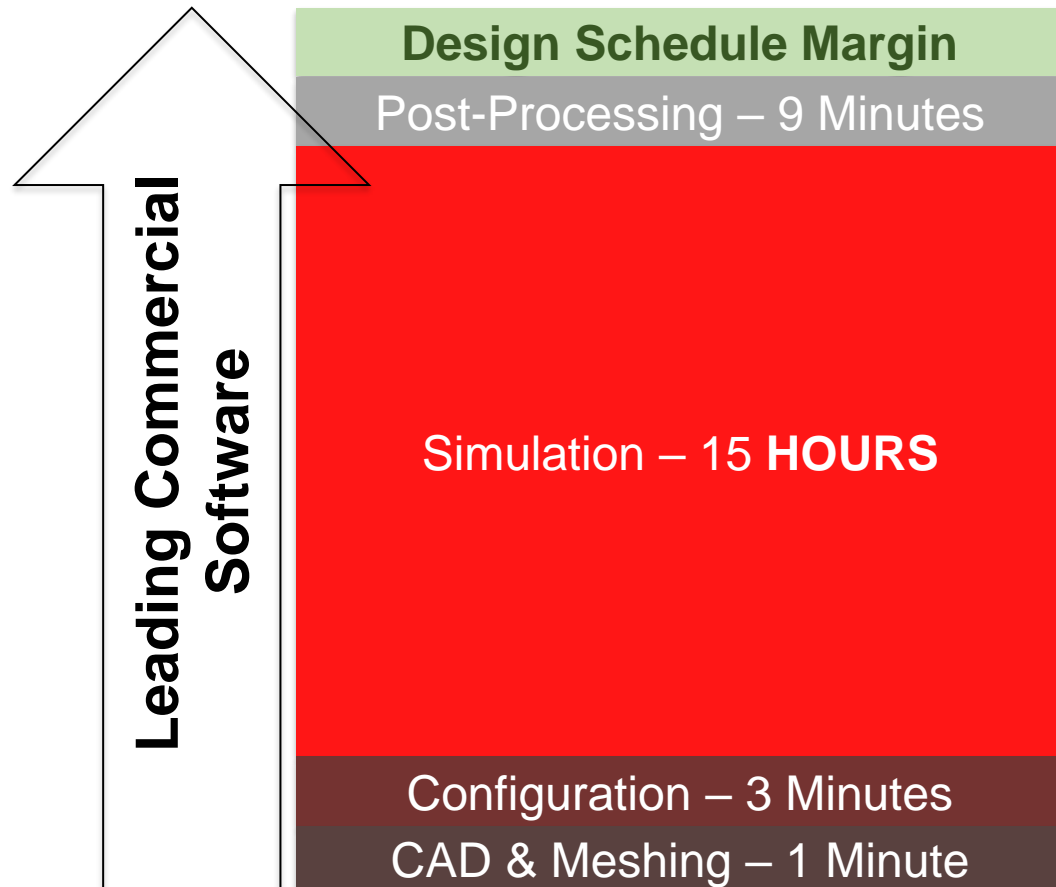 Design Schedule Margin
Post-Processing – 9 Minutes
Leading Commercial
Software
Simulation – 15 HOURS
Configuration – 3 Minutes
CAD & Meshing – 1 Minute